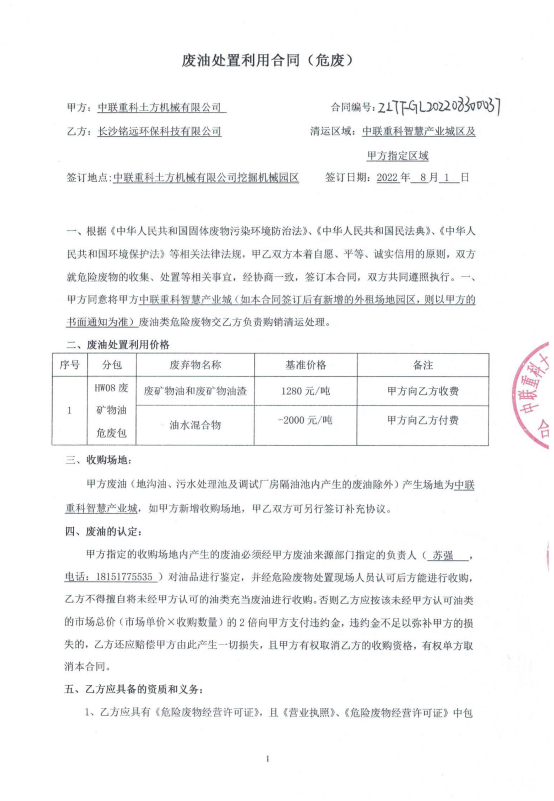 废油处置利用合同（危废）
甲方：中联重科土方机械有限公司 合同编号：ZLTFGL202208300037
乙方：长沙铭远环保科技有限公司 清运区域：中联重科智慧产业城区及
甲方指定区域
签订地点:中联重科土方机械有限公司挖掘机械园区 签订日期：2022 年 8 月 1 日
一、根据《中华人民共和国固体废物污染环境防治法》、《中华人民共和国民法典》、《中华人
民共和国环境保护法》等相关法律法规，甲乙双方本着自愿、平等、诚实信用的原则，双方
就危险废物的收集、处置等相关事宜，经协商一致，签订本合同，双方共同遵照执行。一、
甲方同意将甲方中联重科智慧产业城（如本合同签订后有新增的外租场地园区，则以甲方的
书面通知为准）废油类危险废物交乙方负责购销清运处理。
二、废油处置利用价格
序号 分包 废弃物名称 基准价格 备注
1 HW08 废矿物油危废包 废矿物油和废矿物油渣 1280 元/吨 甲方向乙方收费
油水混合物 -2000 元/吨 甲方向乙方付费
三、收购场地：
甲方废油（地沟油、污水处理池及调试厂房隔油池内产生的废油除外）产生场地为中联
重科智慧产业城，如甲方新增收购场地，甲乙双方可另行签订补充协议。
四、废油的认定：
甲方指定的收购场地内产生的废油必须经甲方废油来源部门指定的负责人（ 苏强 ，
电话：18151775535 ）对油品进行鉴定，并经危险废物处置现场人员认可后方能进行收购，
乙方不得擅自将未经甲方认可的油类充当废油进行收购。否则乙方应按该未经甲方认可油类
的市场总价（市场单价×收购数量）的 2 倍向甲方支付违约金，违约金不足以弥补甲方的损
失的，乙方还应赔偿甲方由此产生一切损失，且甲方有权取消乙方的收购资格，有权单方取
消本合同。
五、乙方应具备的资质和义务：
1、乙方应具有《危险废物经营许可证》，且《营业执照》、《危险废物经营许可证》中包
1
中联重科土
合